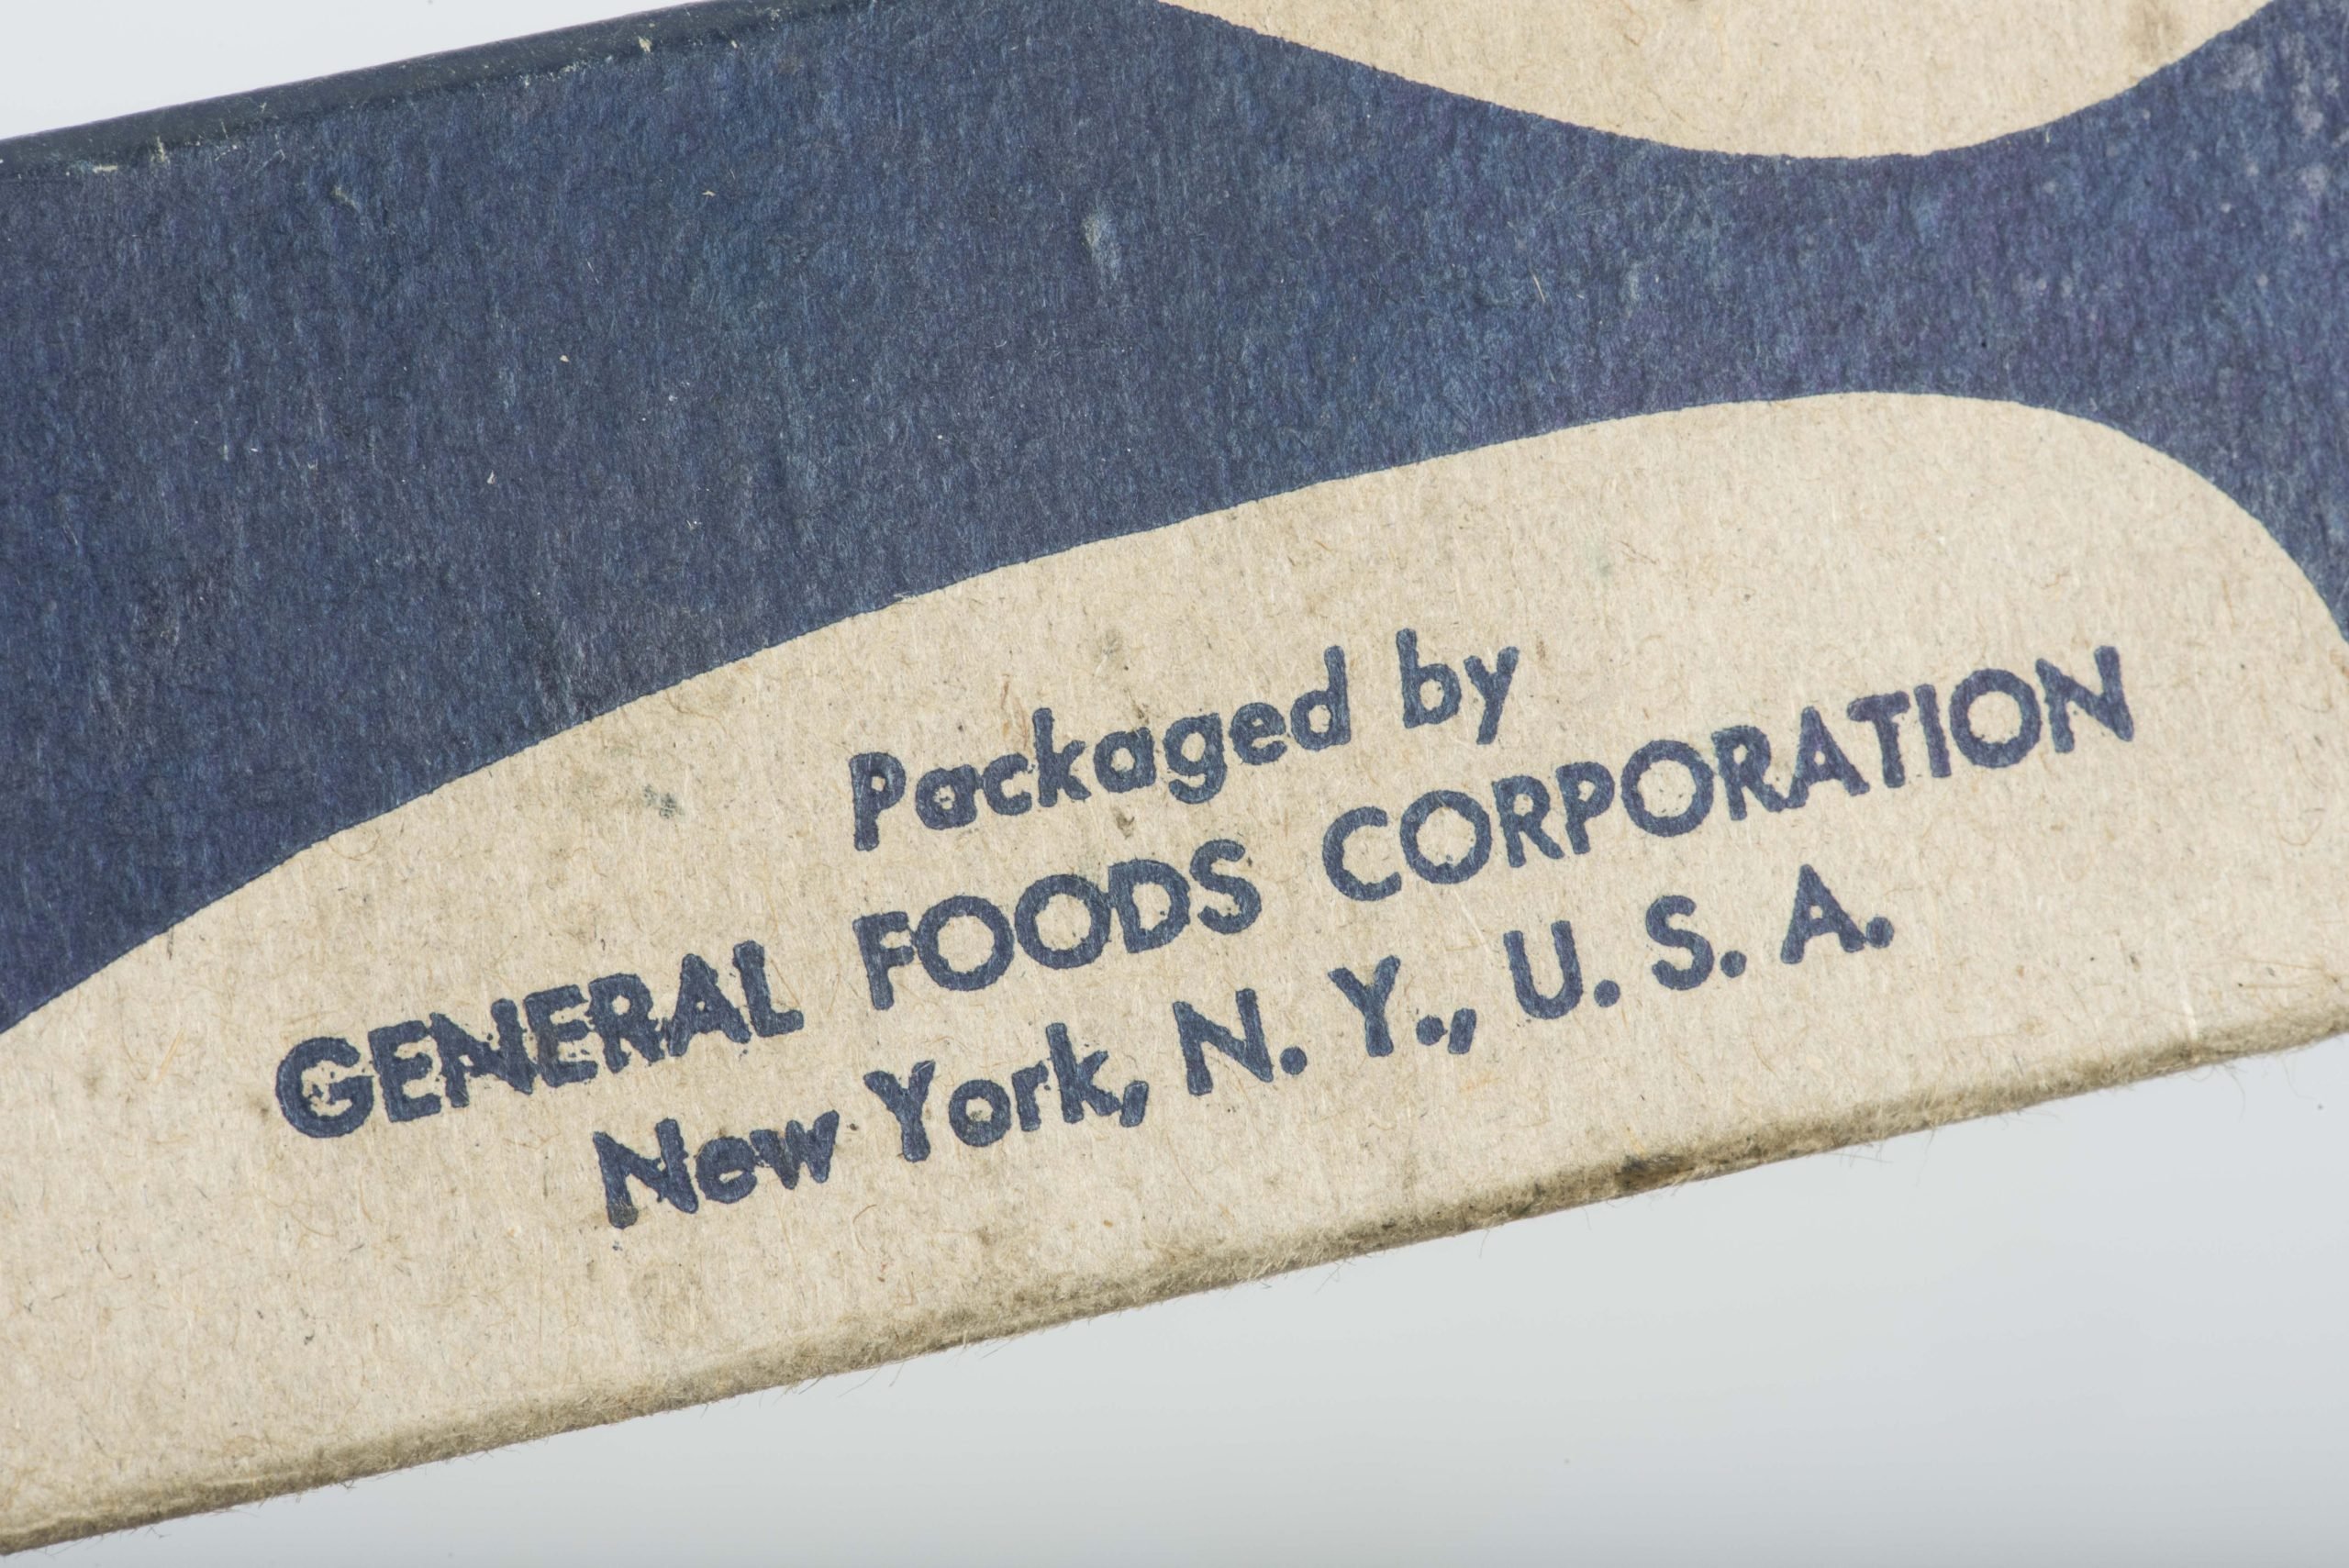 Packaged by
GENERAL FOODS CORPORATION
New York, N. Y., U. S. A.